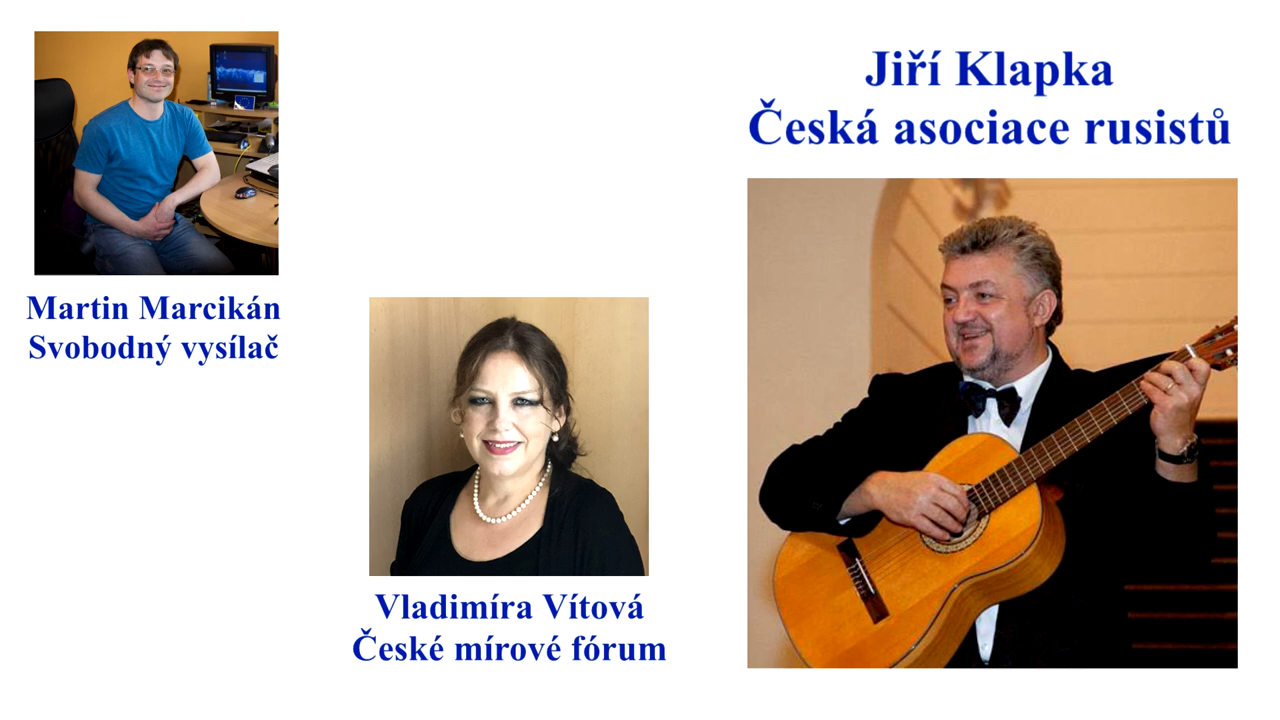 Martin Marcikán
Svobodný vysílač
Vladimíra Vítová
České mírové fórum
Jiří Klapka
Česká asociace rusistů